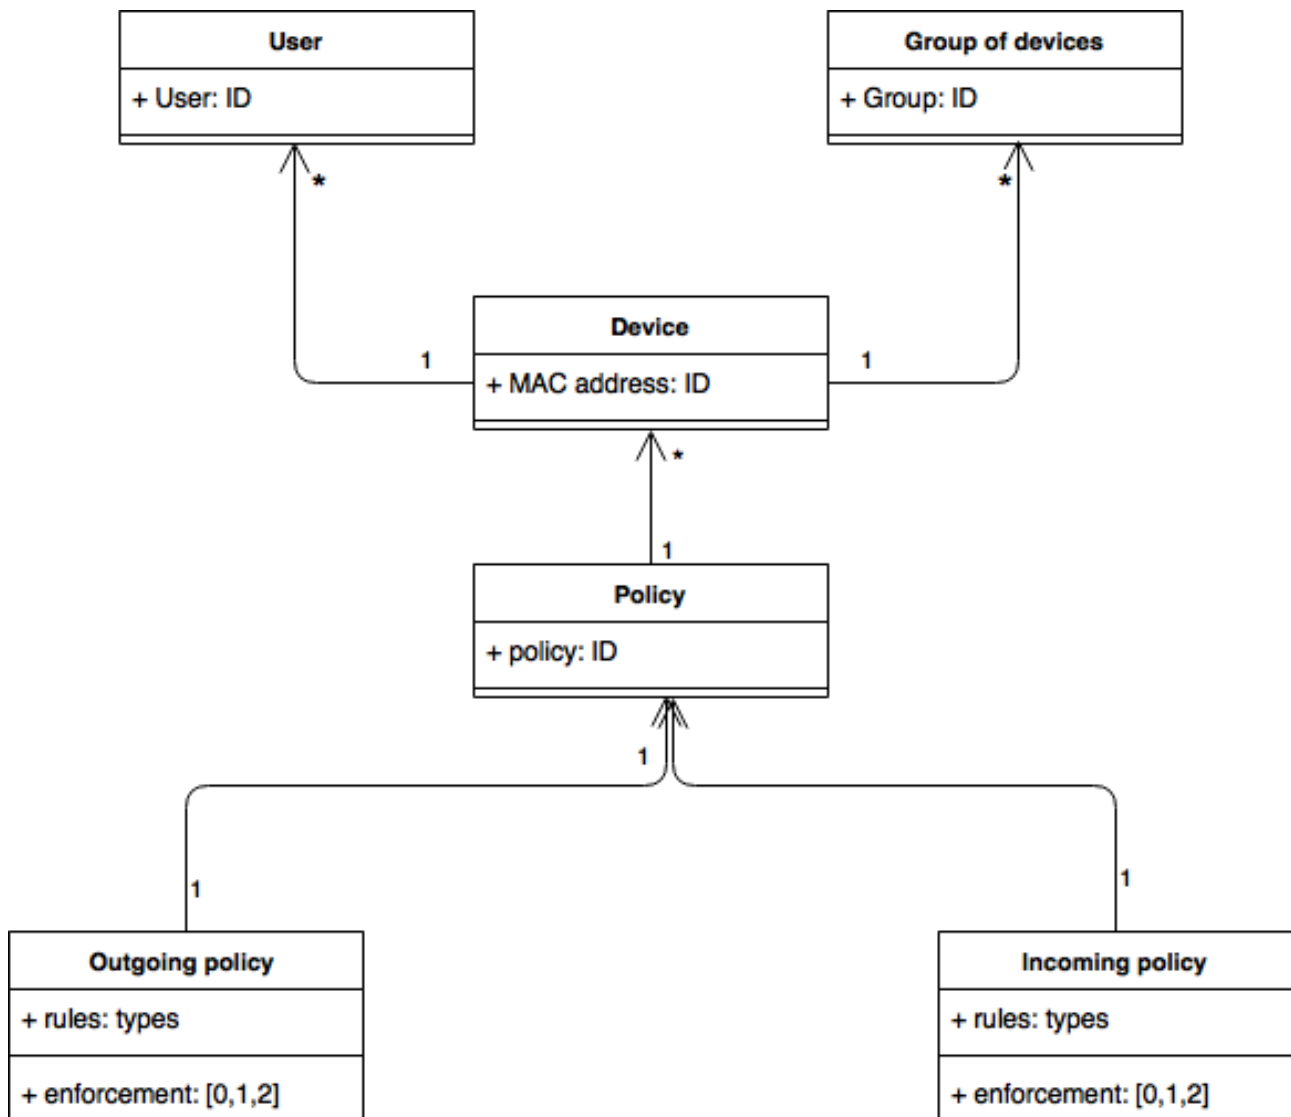 User
+ User: ID
Group of devices
+ Group: ID
*
*
Device
+ MAC address: ID
1
1
*
1
Policy
+ policy: ID
1
1
1
Outgoing policy
+ rules: types
+ enforcement: [0,1,2]
Incoming policy
+ rules: types
+ enforcement: [0,1,2]